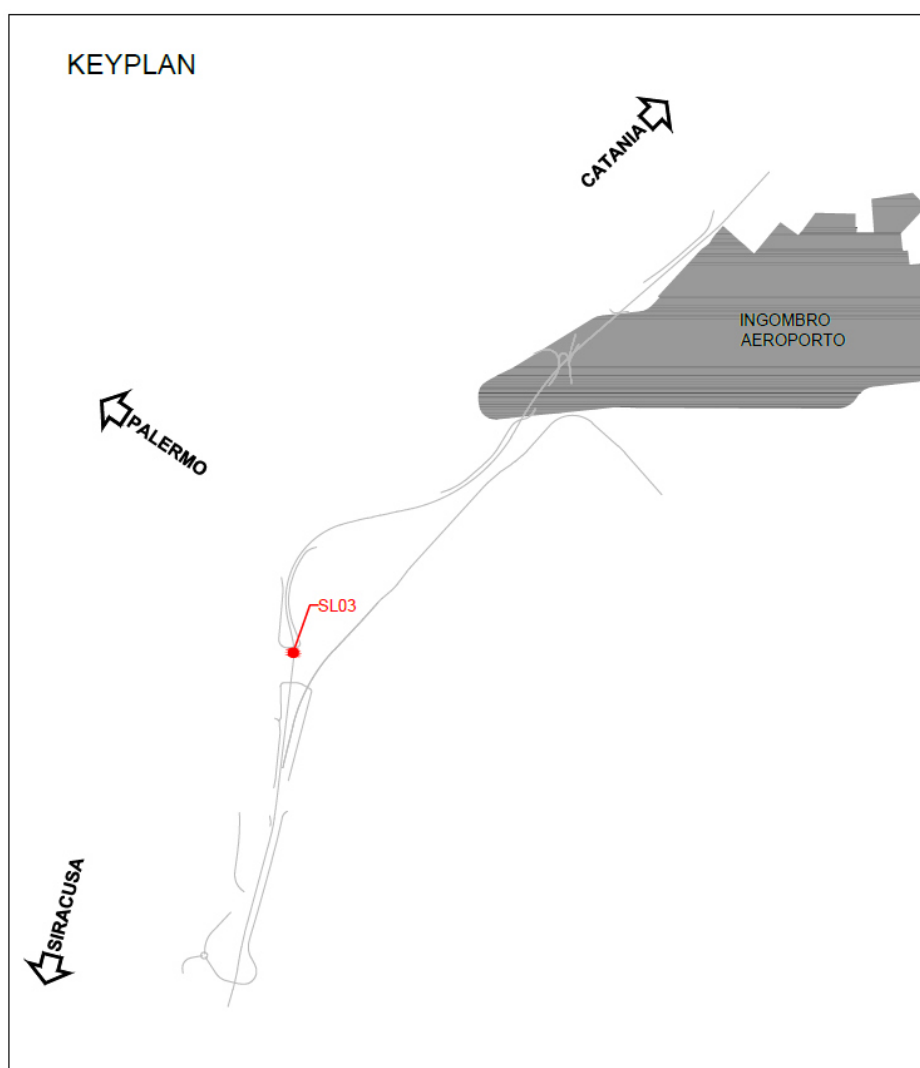 KEYPLAN
CATANIA
INGOMBRO
AEROPORTO
PALERMO
SL03
SIRACUSA